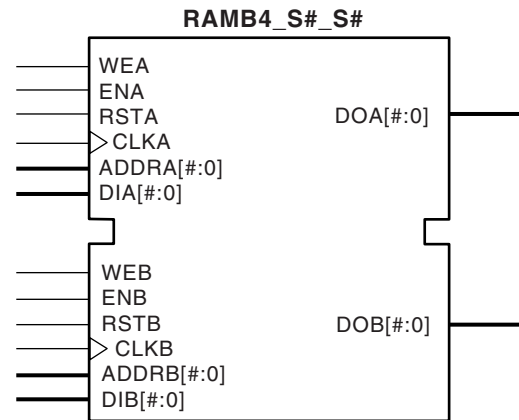 RAMB4_S#_S#
WEA
ENA
RSTA
CLKA
ADDRA[#:0]
DIA[#:0]
DOA[#:0]
WEB
ENB
RSTB
CLKB
ADDRB[#:0]
DIB[#:0]
DOB[#:0]